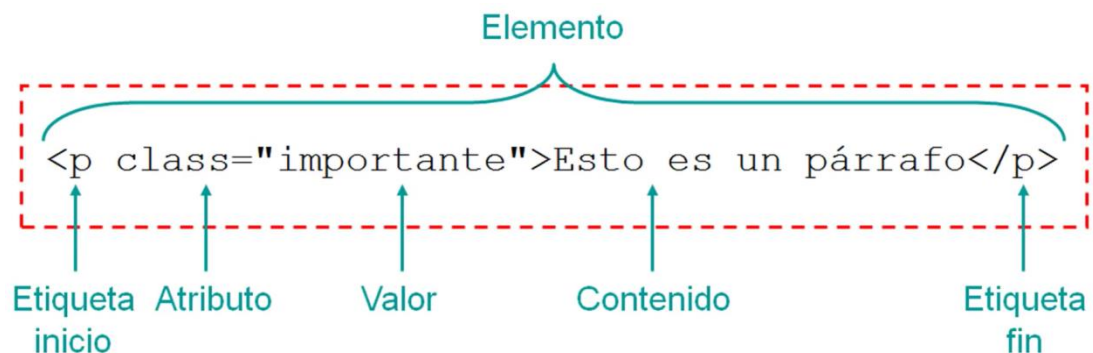 Elemento
<p class="importante">Esto es un párrafo</p>
Etiqueta inicio
Atributo
Valor
Contenido
Etiqueta fin